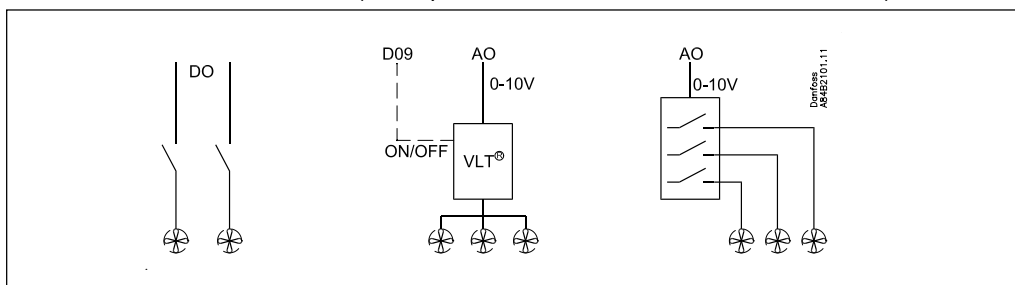 DO
D09
AO
0-10V
ON/OFF
VLT®
AO
0-10V
Danfoss
A84B2101.11